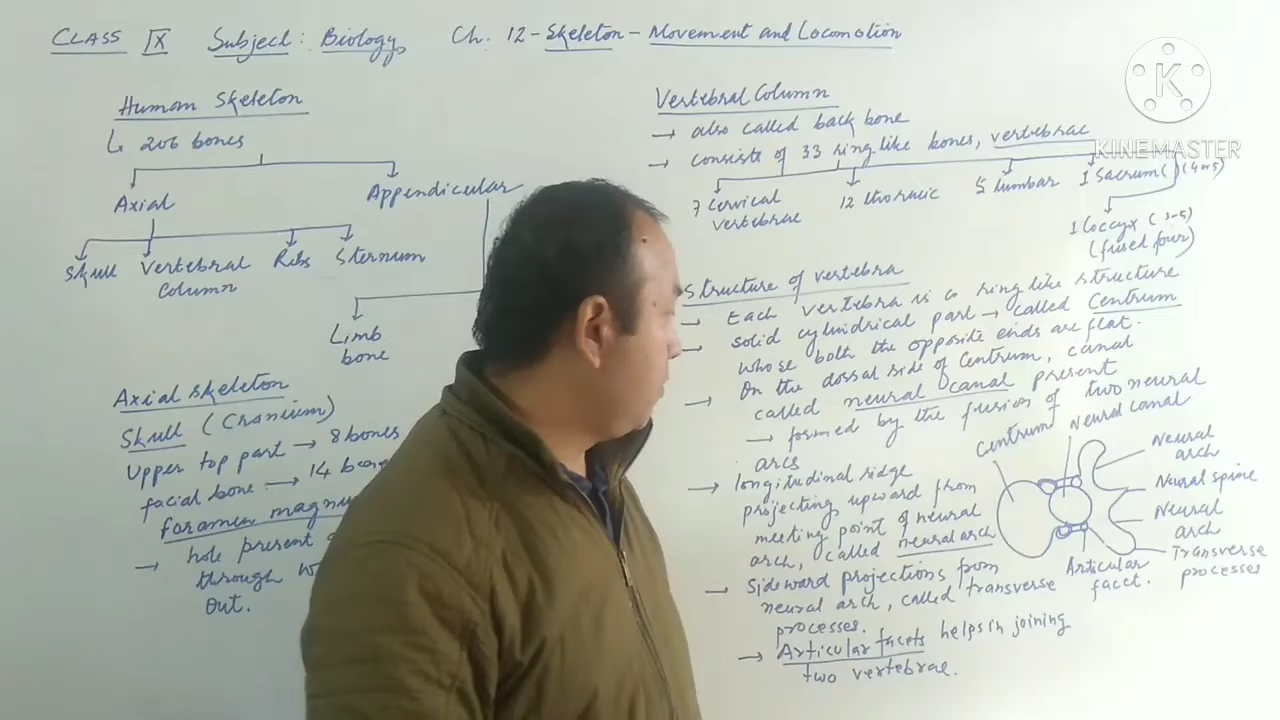 CLASS IX Subject: Biology, Ch. 12 - Skeleton - Movement and Locomotion
Human Skeleton
↳ 206 bones
Axial
Appendicular
Skull
Vertebral
Column
Ribs
Sternum
Limb
bone
Axial skeleton
Skull (Cranium)
Upper top part → 8 bones
facial bone → 14
foramen
→ hole present
through
out.
Vertebral Column
→ also called back bone
→ consists of 33 ring like bones, vertebrae
7 Cervical
vertebrae
12 thoracic
5 lumbar
1 Sacrum (4 or 5)
1 Coccyx (3-5)
(fused four)
Structure of vertebra
→ Each vertebra is a ring like structure
→ solid cylindrical part → called Centrum
whose both the opposite ends are flat.
→ On the dorsal side of Centrum, canal
called neural canal present
→ formed by the fusion of two neural
arcs
→ longitudinal ridge
projecting upward from
meeting point of neural
arch, called neural arch
→ Sideward projections from
neural arch, called transverse
processes.
→ Articular facets helps in joining
two vertebrae.
Centrum
Neural canal
Neural
arch
Neural spine
Neural
arch
Transverse
processes
Articular
facet.
K
KINEMASTER